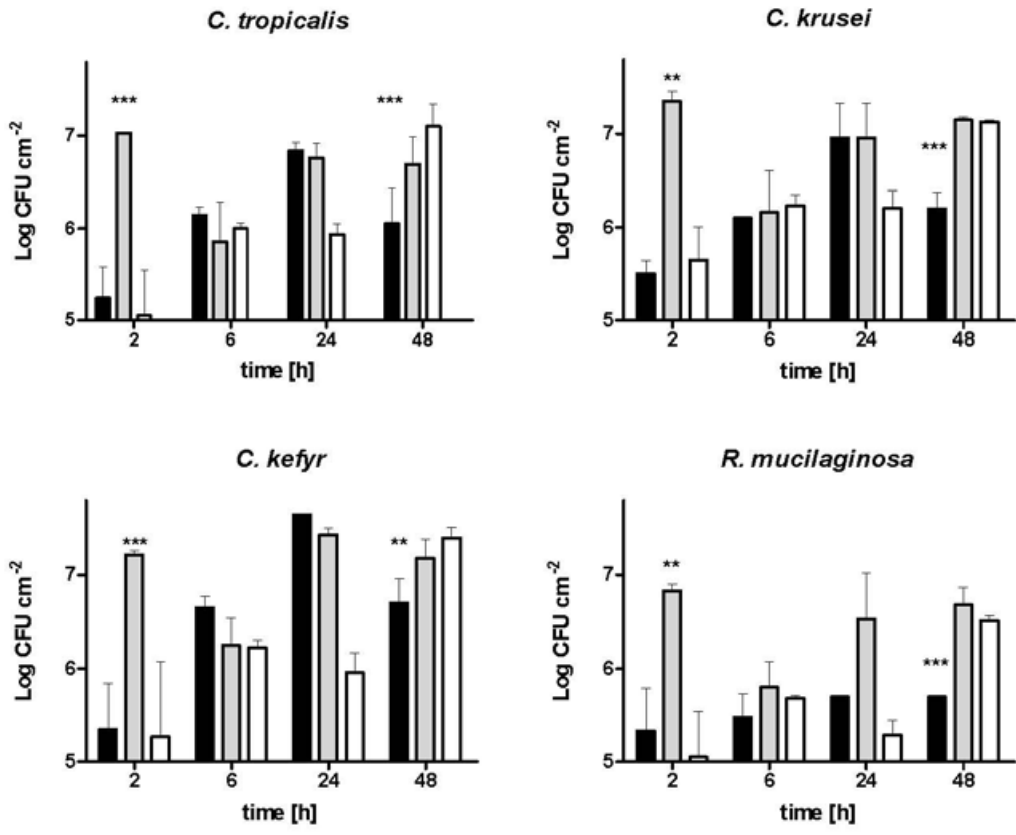 C. tropicalis
Log CFU cm⁻²
7
6
5
***
***
2 6 24 48
time [h]
C. krusei
Log CFU cm⁻²
7
6
5
**
***
2 6 24 48
time [h]
C. kefyr
Log CFU cm⁻²
7
6
5
***
**
2 6 24 48
time [h]
R. mucilaginosa
Log CFU cm⁻²
7
6
5
**
***
2 6 24 48
time [h]